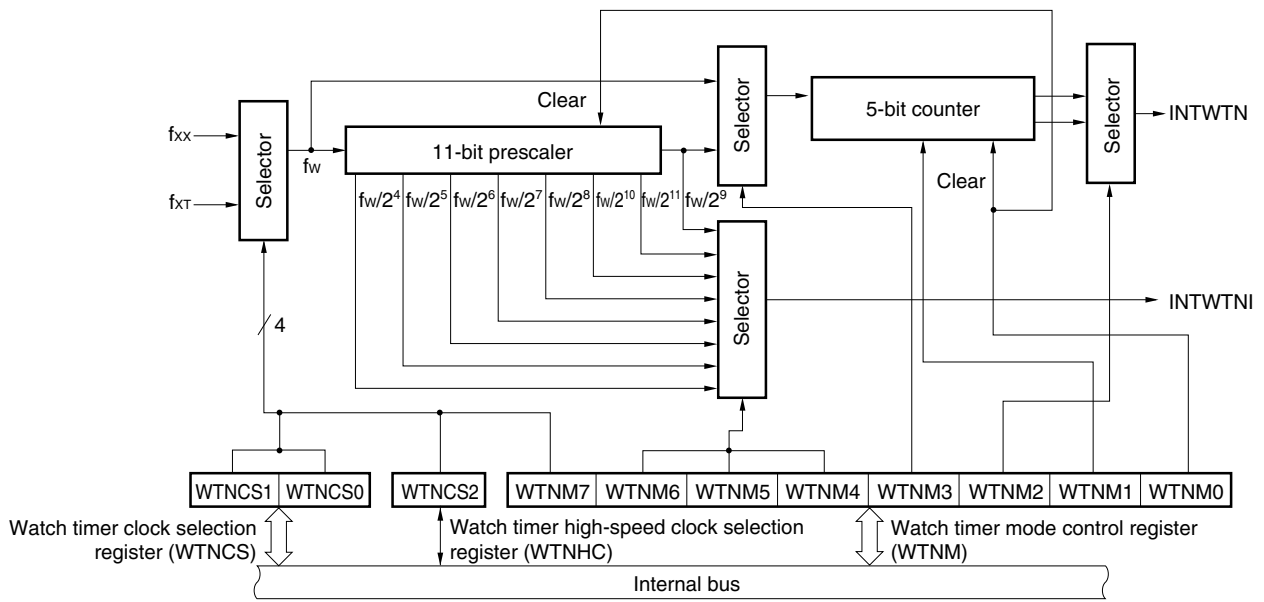 Selector
Selector
5-bit counter
Selector
INTWTN
Clear
fXX
fXT
Selector
fW
11-bit prescaler
Clear
fW/2⁴
fW/2⁵
fW/2⁶
fW/2⁷
fW/2⁸
fW/2¹⁰
fW/2¹¹
fW/2⁹
INTWTNI
4
WTNCS1
WTNCS0
WTNCS2
WTNM7
WTNM6
WTNM5
WTNM4
WTNM3
WTNM2
WTNM1
WTNM0
Watch timer clock selection
register (WTNCS)
Watch timer high-speed clock selection
register (WTNHC)
Watch timer mode control register
(WTNM)
Internal bus